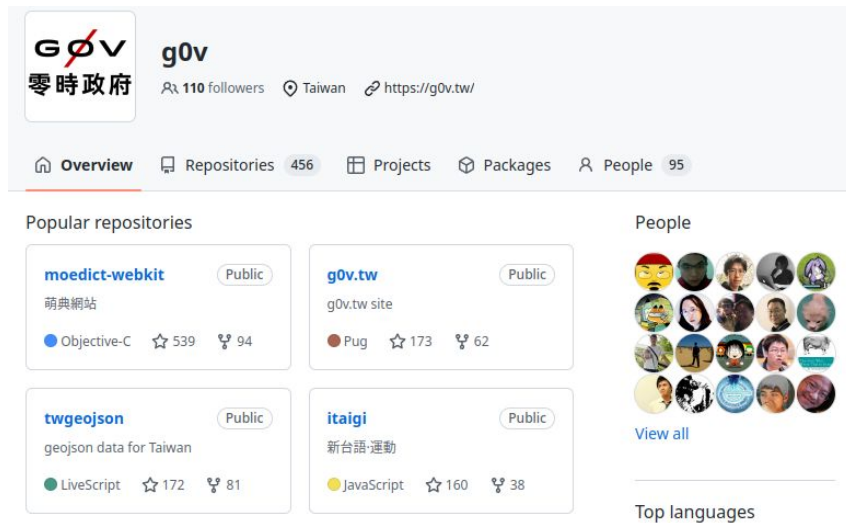 GØV
零時政府
g0v
110 followers Taiwan https://g0v.tw/
Overview Repositories 456 Projects Packages People 95
Popular repositories
moedict-webkit Public
萌典網站
Objective-C 539 94
g0v.tw Public
g0v.tw site
Pug 173 62
twgeojson Public
geojson data for Taiwan
LiveScript 172 81
itaigi Public
新台語·運動
JavaScript 160 38
People
View all
Top languages